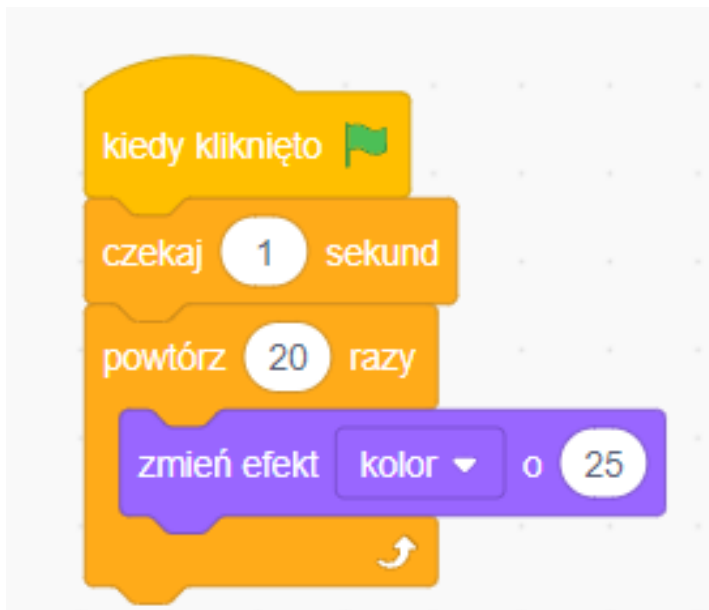 kiedy kliknięto
czekaj 1 sekund
powtórz 20 razy
zmień efekt kolor o 25